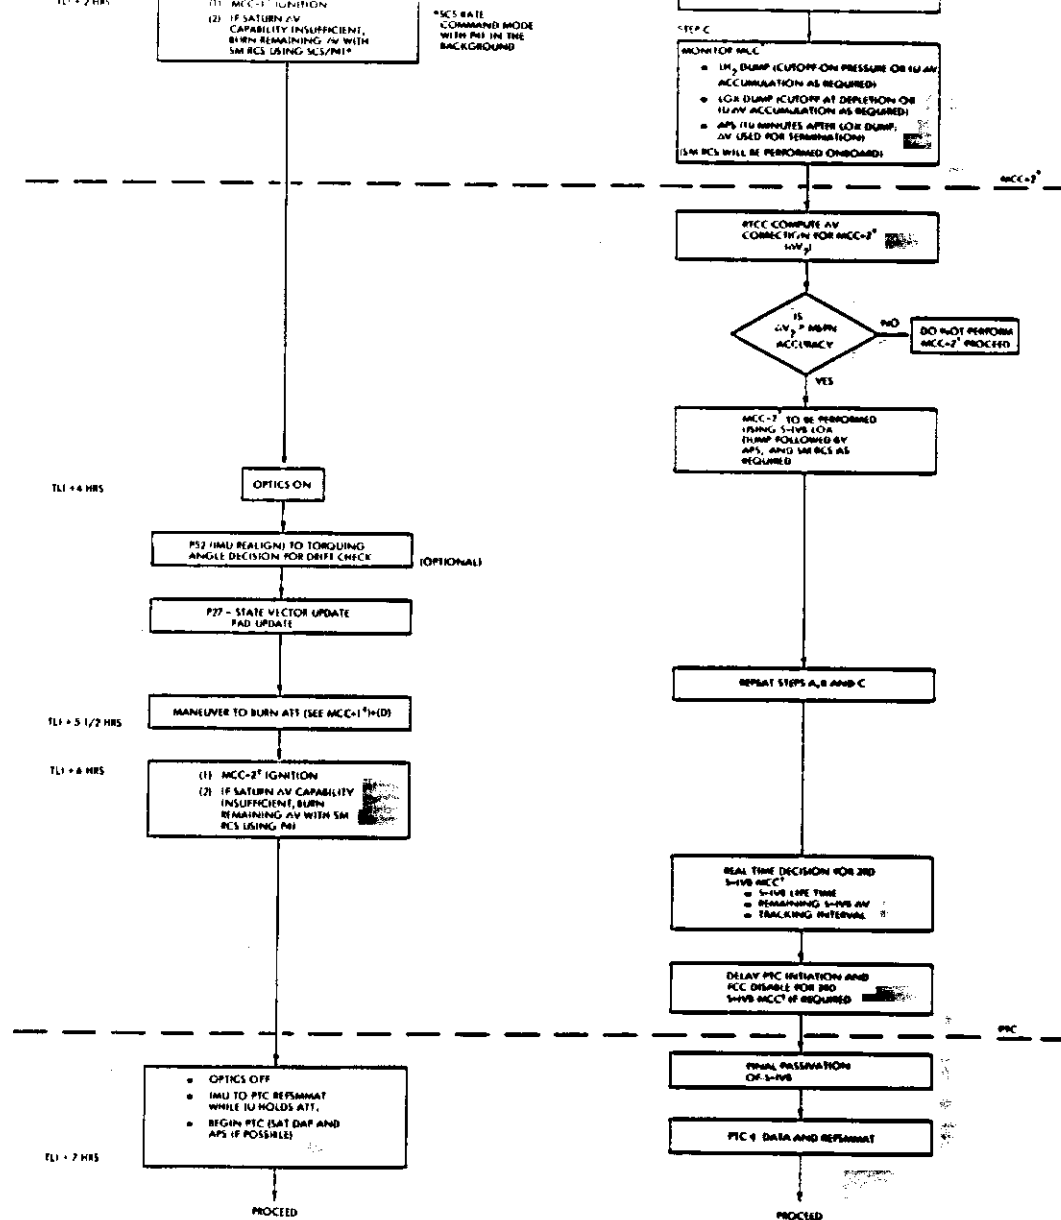 TLI + 2 HRS
(1) MCC-1* IGNITION
(2) IF SATURN ΔV
CAPABILITY INSUFFICIENT,
BURN REMAINING ΔV WITH
SM RCS USING SCS/P41*
*SCS RATE
COMMAND MODE
WITH P41 IN THE
BACKGROUND
TLI +4 HRS
OPTICS ON
P52 (IMU REALIGN) TO TORQUING
ANGLE DECISION FOR DRIFT CHECK
(OPTIONAL)
P27 - STATE VECTOR UPDATE
PAD UPDATE
TLI + 5 1/2 HRS
MANEUVER TO BURN ATT (SEE MCC-1*)-(D)
TLI + 6 HRS
(1) MCC-2* IGNITION
(2) IF SATURN ΔV CAPABILITY
INSUFFICIENT, BURN
REMAINING ΔV WITH SM
RCS USING P41
• OPTICS OFF
• IMU TO PTC REFSMMAT
WHILE IU HOLDS ATT.
• BEGIN PTC (SAT DAP AND
APS IF POSSIBLE)
TLI + 7 HRS
PROCEED
STEP C
MONITOR MCC
• LH2 DUMP (CUTOFF ON PRESSURE OR IU ΔV
ACCUMULATION AS REQUIRED)
• LOX DUMP (CUTOFF AT DEPLETION OR
IU ΔV ACCUMULATION AS REQUIRED)
• APS (10 MINUTES AFTER LOX DUMP,
ΔV USED FOR TERMINATION)
(SM RCS WILL BE PERFORMED ONBOARD)
MCC-2*
RTCC COMPUTE ΔV
CORRECTION FOR MCC-2*
(ΔV2)
IS
ΔV2 > MSFN
ACCURACY
NO
DO NOT PERFORM
MCC-2* PROCEED
YES
MCC-2* TO BE PERFORMED
USING S-IVB LOX
DUMP FOLLOWED BY
APS, AND SM RCS AS
REQUIRED
REPEAT STEPS A, B AND C
REAL TIME DECISION FOR 3RD
S-IVB MCC*
• S-IVB LIFE TIME
• REMAINING S-IVB ΔV
• TRACKING INTERVAL
DELAY PTC INITIATION AND
FCC DISABLE FOR 3RD
S-IVB MCC* IF REQUIRED
PTC
FINAL PASSIVATION
OF S-IVB
PTC DATA AND REFSMMAT
PROCEED